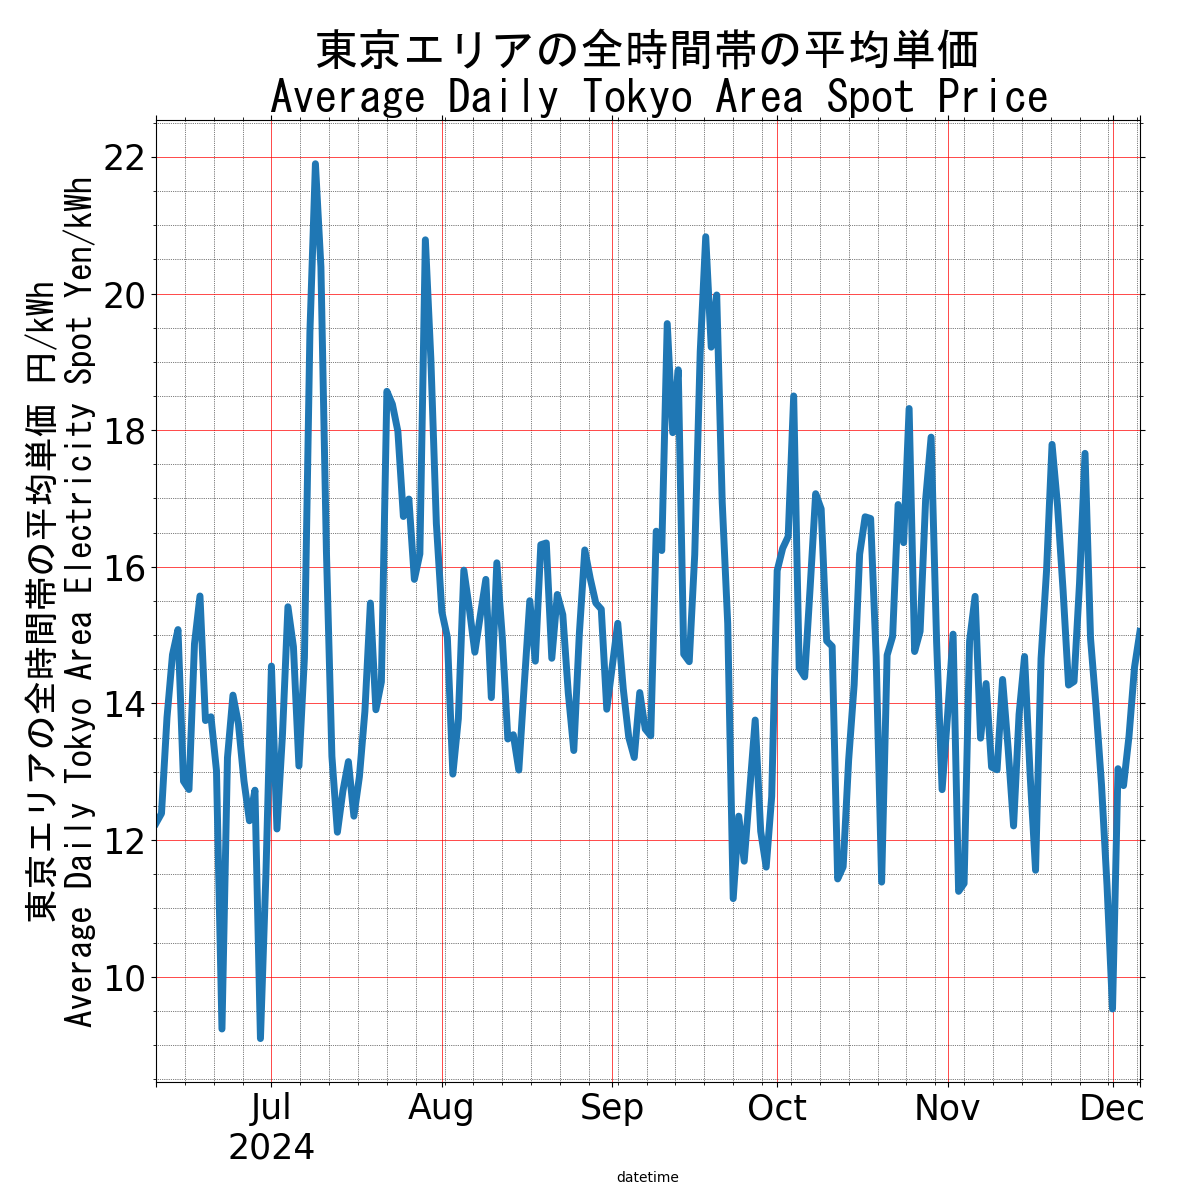 東京エリアの全時間帯の平均単価
Average Daily Tokyo Area Spot Price
東京エリアの全時間帯の平均単価 円/kWh
Average Daily Tokyo Area Electricity Spot Yen/kWh
22
20
18
16
14
12
10
Jul
2024
Aug
Sep
Oct
Nov
Dec
datetime